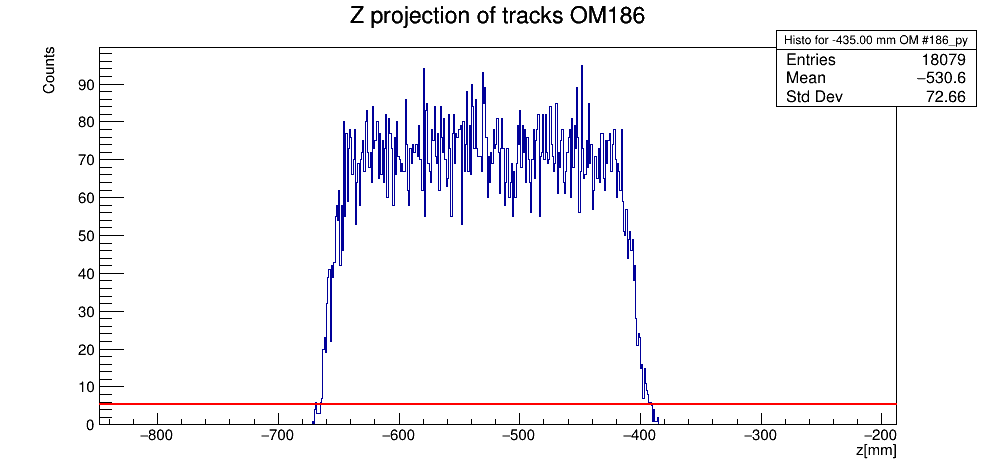 Z projection of tracks OM186
Histo for -435.00 mm OM #186_py
Entries 18079
Mean −530.6
Std Dev 72.66
Counts
90
80
70
60
50
40
30
20
10
0
−800 −700 −600 −500 −400 −300 −200
z[mm]